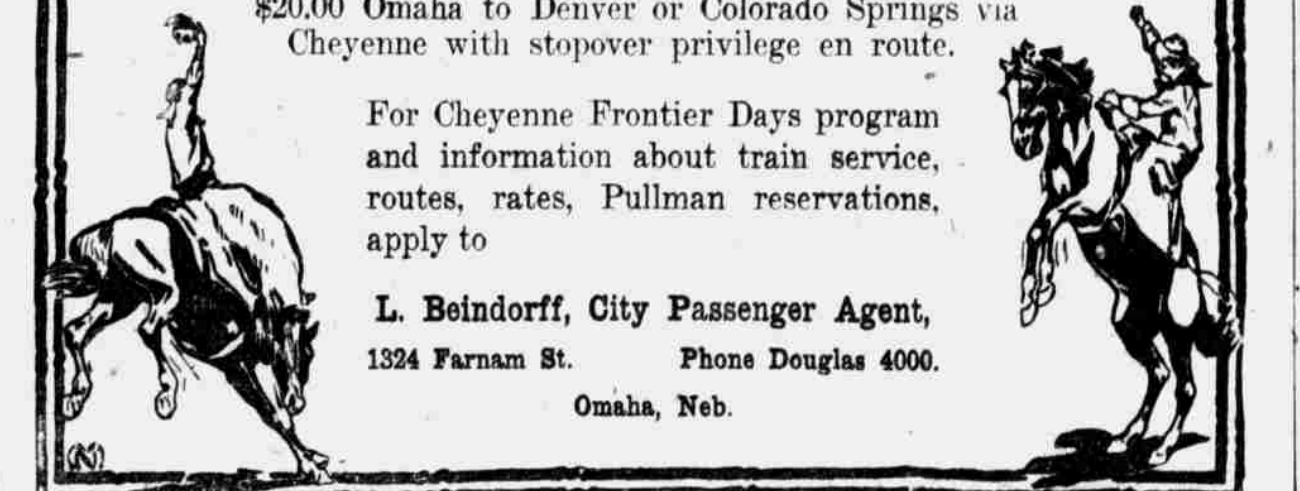 $20.00 Omaha to Denver or Colorado Springs via
Cheyenne with stopover privilege en route.
For Cheyenne Frontier Days program
and information about train service,
routes, rates, Pullman reservations,
apply to
L. Beindorff, City Passenger Agent,
1324 Farnam St. Phone Douglas 4000.
Omaha, Neb.
(N)